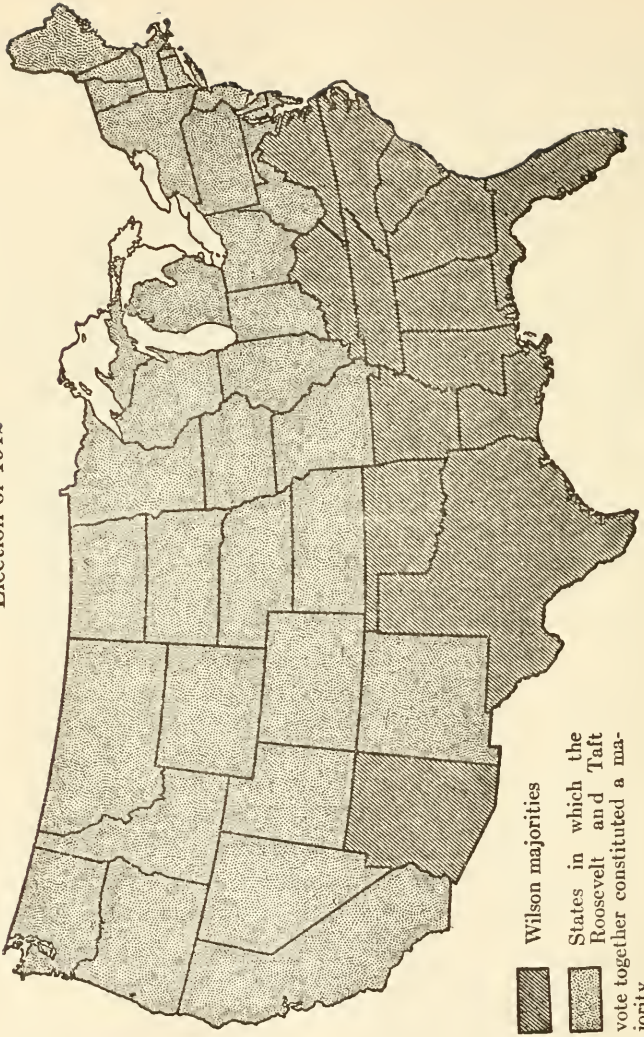 Election of 1912
Wilson majorities
States in which the
Roosevelt and Taft
vote together constituted a ma-
jority